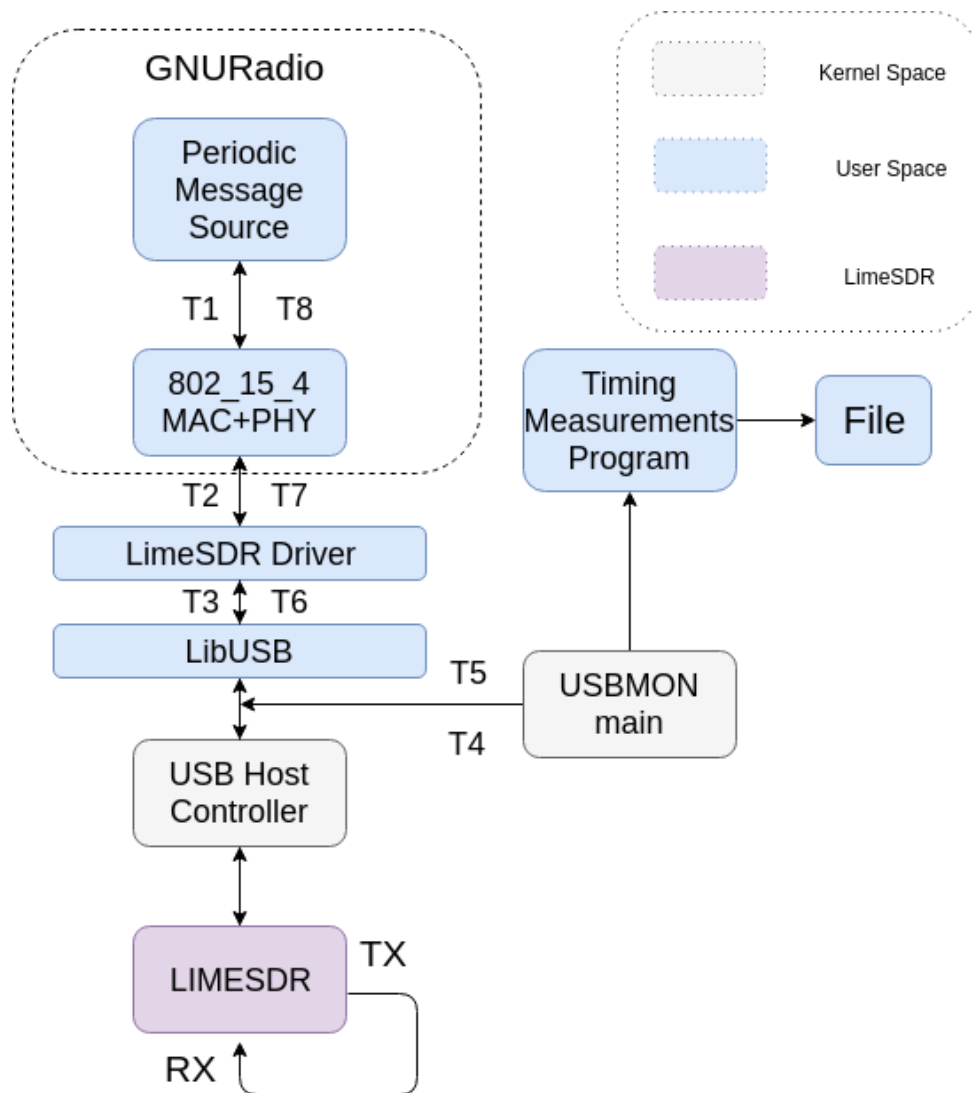 GNURadio
Periodic
Message
Source
T1 T8
802_15_4
MAC+PHY
T2 T7
LimeSDR Driver
T3 T6
LibUSB
USB Host
Controller
LIMESDR
TX
RX
Kernel Space
User Space
LimeSDR
Timing
Measurements
Program
File
T5
T4
USBMON
main